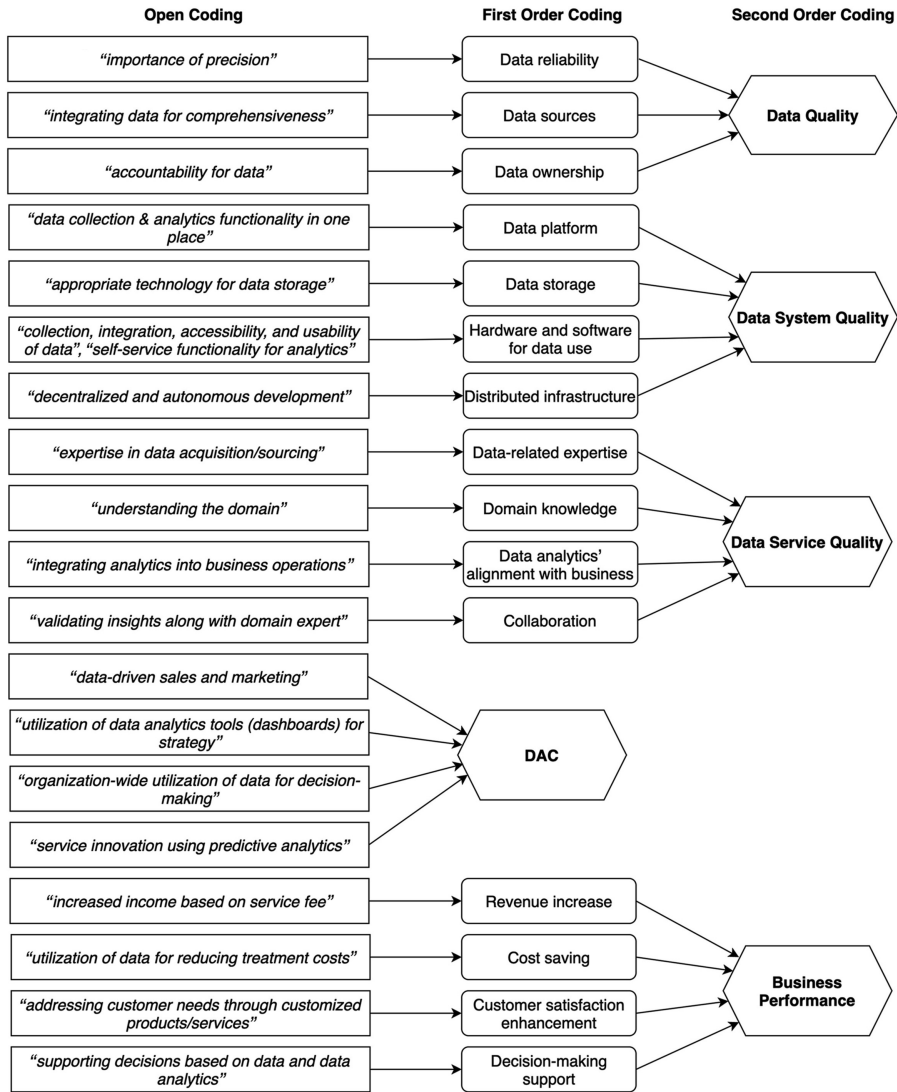 Open Coding First Order Coding Second Order Coding
“importance of precision”
Data reliability
“integrating data for comprehensiveness”
Data sources
Data Quality
“accountability for data”
Data ownership
“data collection & analytics functionality in one
place”
Data platform
“appropriate technology for data storage”
Data storage
“collection, integration, accessibility, and usability
of data”, “self-service functionality for analytics”
Hardware and software
for data use
Data System Quality
“decentralized and autonomous development”
Distributed infrastructure
“expertise in data acquisition/sourcing”
Data-related expertise
“understanding the domain”
Domain knowledge
Data Service Quality
“integrating analytics into business operations”
Data analytics’
alignment with business
“validating insights along with domain expert”
Collaboration
“data-driven sales and marketing”
“utilization of data analytics tools (dashboards) for
strategy”
DAC
“organization-wide utilization of data for decision-
making”
“service innovation using predictive analytics”
“increased income based on service fee”
Revenue increase
“utilization of data for reducing treatment costs”
Cost saving
Business
Performance
“addressing customer needs through customized
products/services”
Customer satisfaction
enhancement
“supporting decisions based on data and data
analytics”
Decision-making
support